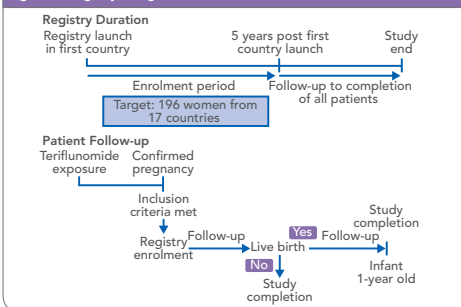 Registry Duration
Registry launch
in first country
5 years post first
country launch
Study
end
Enrolment period
Follow-up to completion
of all patients
Target: 196 women from
17 countries
Patient Follow-up
Teriflunomide
exposure
Confirmed
pregnancy
Inclusion
criteria met
Registry
enrolment
Follow-up
Live birth
Yes
Follow-up
Study
completion
Infant
1-year old
No
Study
completion